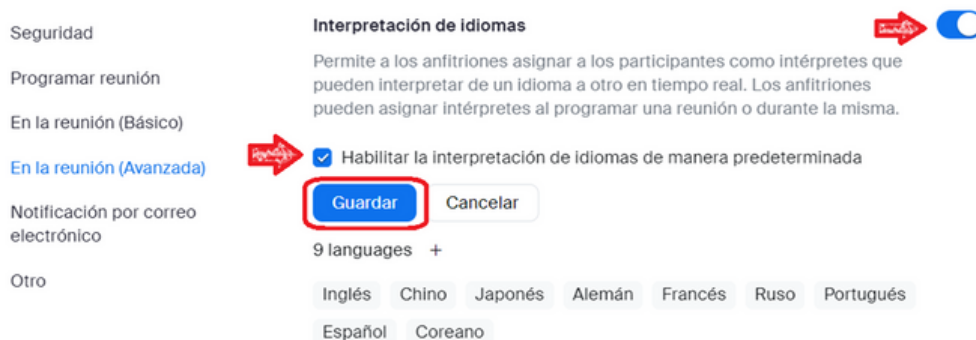 Seguridad
Programar reunión
En la reunión (Básico)
En la reunión (Avanzada)
Notificación por correo
electrónico
Otro
Interpretación de idiomas
Permite a los anfitriones asignar a los participantes como intérpretes que
pueden interpretar de un idioma a otro en tiempo real. Los anfitriones
pueden asignar intérpretes al programar una reunión o durante la misma.
Habilitar la interpretación de idiomas de manera predeterminada
Guardar Cancelar
9 languages +
Inglés Chino Japonés Alemán Francés Ruso Portugués
Español Coreano